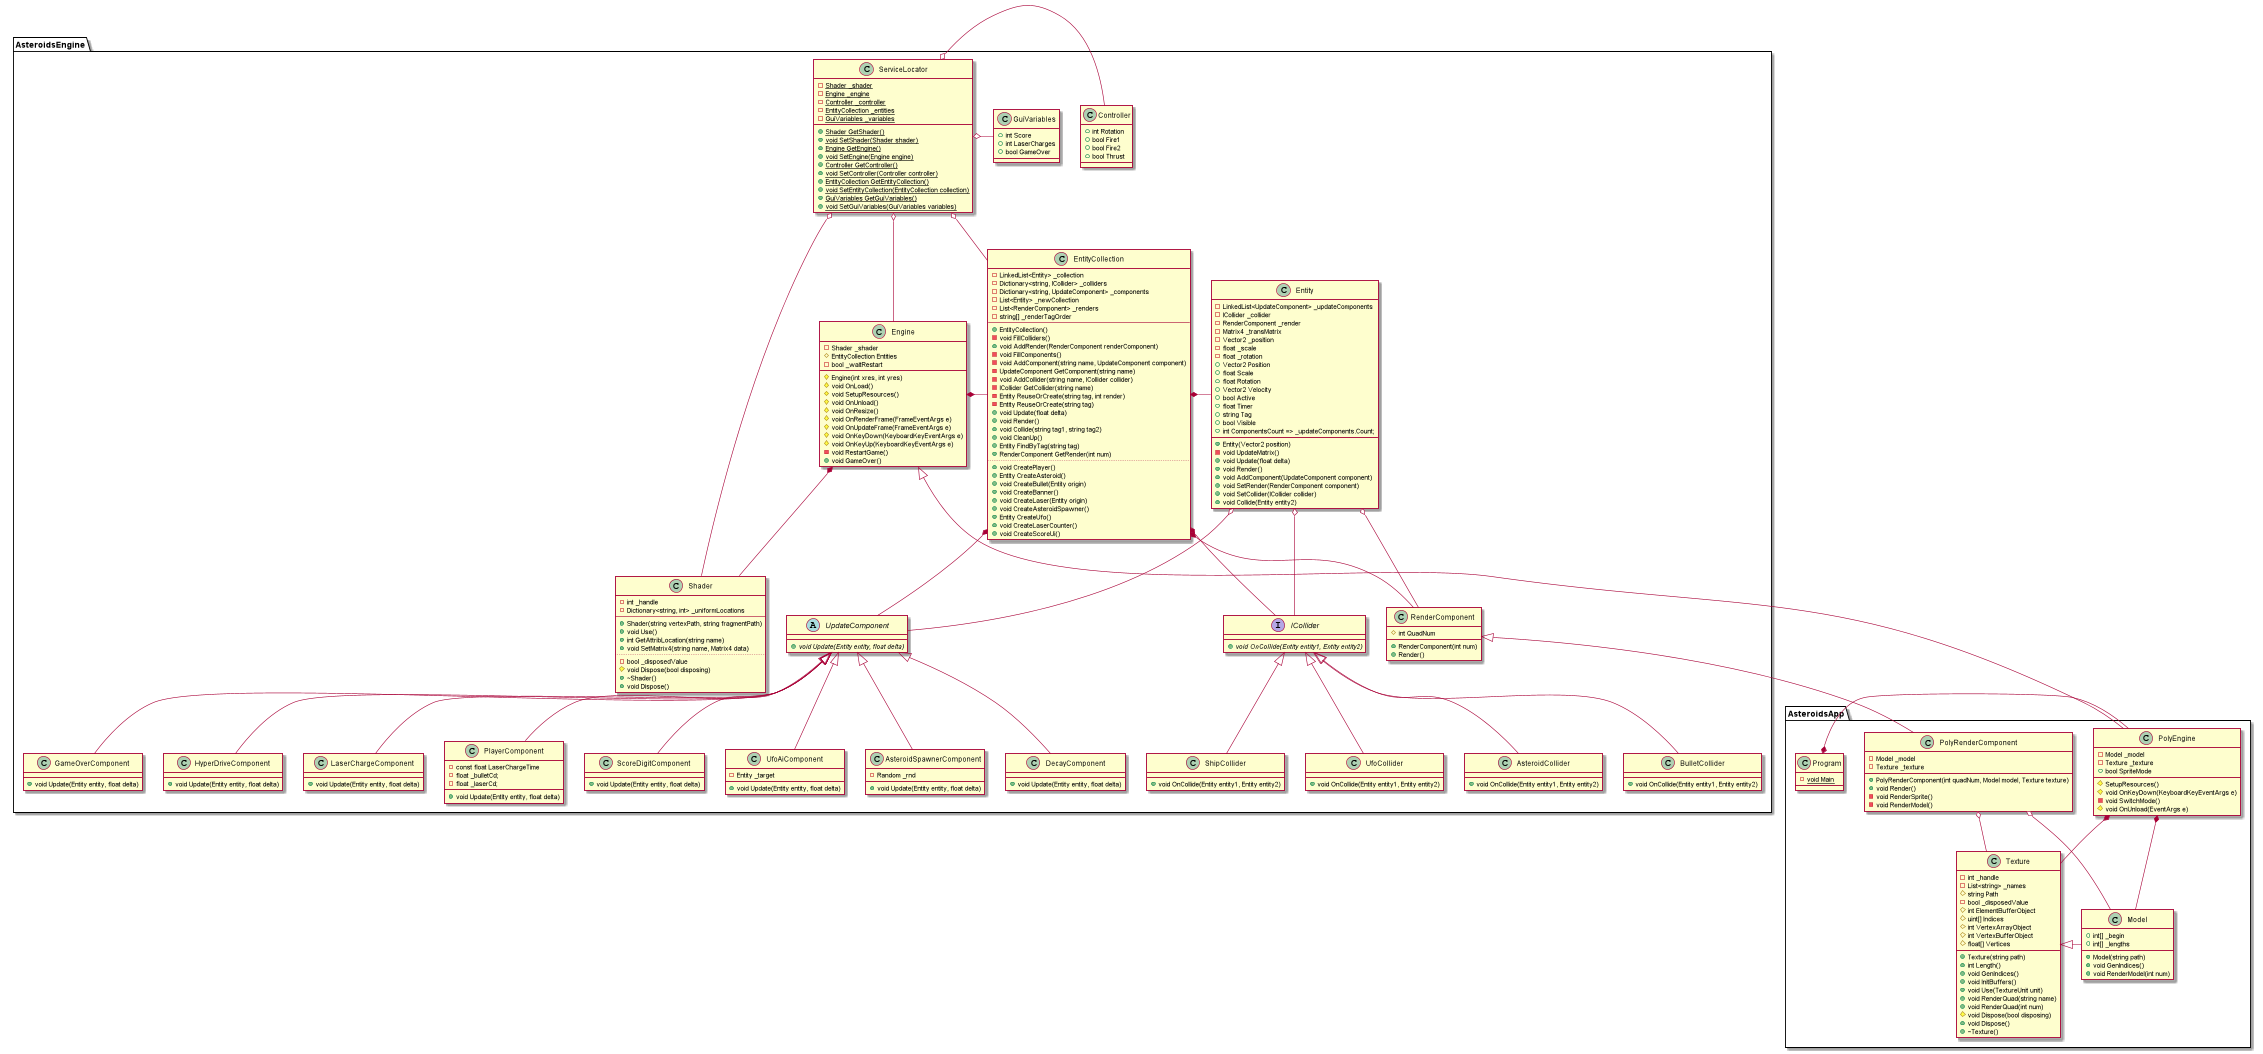 AsteroidsEngine
C ServiceLocator
Shader _shader
Engine _engine
Controller _controller
EntityCollection _entities
GuiVariables _variables
Shader GetShader()
void SetShader(Shader shader)
Engine GetEngine()
void SetEngine(Engine engine)
Controller GetController()
void SetController(Controller controller)
EntityCollection GetEntityCollection()
void SetEntityCollection(EntityCollection collection)
GuiVariables GetGuiVariables()
void SetGuiVariables(GuiVariables variables)
C GuiVariables
int Score
int LaserCharges
bool GameOver
C Controller
int Rotation
bool Fire1
bool Fire2
bool Thrust
C EntityCollection
LinkedList<Entity> _collection
Dictionary<string, ICollider> _colliders
Dictionary<string, UpdateComponent> _components
List<Entity> _newCollection
List<RenderComponent> _renders
string[] _renderTagOrder
EntityCollection()
void FillColliders()
void AddRender(RenderComponent renderComponent)
void FillComponents()
void AddComponent(string name, UpdateComponent component)
UpdateComponent GetComponent(string name)
void AddCollider(string name, ICollider collider)
ICollider GetCollider(string name)
Entity ReuseOrCreate(string tag, int render)
Entity ReuseOrCreate(string tag)
void Update(float delta)
void Render()
void Collide(string tag1, string tag2)
void CleanUp()
Entity FindByTag(string tag)
RenderComponent GetRender(int num)
void CreatePlayer()
Entity CreateAsteroid()
void CreateBullet(Entity origin)
void CreateBanner()
void CreateLaser(Entity origin)
void CreateAsteroidSpawner()
Entity CreateUfo()
void CreateLaserCounter()
void CreateScoreUi()
C Entity
LinkedList<UpdateComponent> _updateComponents
ICollider _collider
RenderComponent _render
Matrix4 _transMatrix
Vector2 _position
float _scale
float _rotation
Vector2 Position
float Scale
float Rotation
Vector2 Velocity
bool Active
float Timer
string Tag
bool Visible
int ComponentsCount => _updateComponents.Count;
Entity(Vector2 position)
void UpdateMatrix()
void Update(float delta)
void Render()
void AddComponent(UpdateComponent component)
void SetRender(RenderComponent component)
void SetCollider(ICollider collider)
void Collide(Entity entity2)
C Engine
Shader _shader
EntityCollection Entities
bool _waitRestart
Engine(int xres, int yres)
void OnLoad()
void SetupResources()
void OnUnload()
void OnResize()
void OnRenderFrame(FrameEventArgs e)
void OnUpdateFrame(FrameEventArgs e)
void OnKeyDown(KeyboardKeyEventArgs e)
void OnKeyUp(KeyboardKeyEventArgs e)
void RestartGame()
void GameOver()
C Shader
int _handle
Dictionary<string, int> _uniformLocations
Shader(string vertexPath, string fragmentPath)
void Use()
int GetAttribLocation(string name)
void SetMatrix4(string name, Matrix4 data)
bool _disposedValue
void Dispose(bool disposing)
~Shader()
void Dispose()
A UpdateComponent
void Update(Entity entity, float delta)
I ICollider
void OnCollide(Entity entity1, Entity entity2)
C RenderComponent
int QuadNum
RenderComponent(int num)
Render()
C GameOverComponent
void Update(Entity entity, float delta)
C HyperDriveComponent
void Update(Entity entity, float delta)
C LaserChargeComponent
void Update(Entity entity, float delta)
C PlayerComponent
const float LaserChargeTime
float _bulletCd;
float _laserCd;
void Update(Entity entity, float delta)
C ScoreDigitComponent
void Update(Entity entity, float delta)
C UfoAiComponent
Entity _target
void Update(Entity entity, float delta)
C AsteroidSpawnerComponent
Random _rnd
void Update(Entity entity, float delta)
C DecayComponent
void Update(Entity entity, float delta)
C ShipCollider
void OnCollide(Entity entity1, Entity entity2)
C UfoCollider
void OnCollide(Entity entity1, Entity entity2)
C AsteroidCollider
void OnCollide(Entity entity1, Entity entity2)
C BulletCollider
void OnCollide(Entity entity1, Entity entity2)
AsteroidsApp
C Program
void Main
C PolyRenderComponent
Model _model
Texture _texture
PolyRenderComponent(int quadNum, Model model, Texture texture)
void Render()
void RenderSprite()
void RenderModel()
C PolyEngine
Model _model
Texture _texture
bool SpriteMode
SetupResources()
void OnKeyDown(KeyboardKeyEventArgs e)
void SwitchMode()
void OnUnload(EventArgs e)
C Texture
int _handle
List<string> _names
string Path
bool _disposedValue
int ElementBufferObject
uint[] Indices
int VertexArrayObject
int VertexBufferObject
float[] Vertices
Texture(string path)
int Length()
void GenIndices()
void InitBuffers()
void Use(TextureUnit unit)
void RenderQuad(string name)
void RenderQuad(int num)
void Dispose(bool disposing)
void Dispose()
~Texture()
C Model
int[] _begin
int[] _lengths
Model(string path)
void GenIndices()
void RenderModel(int num)